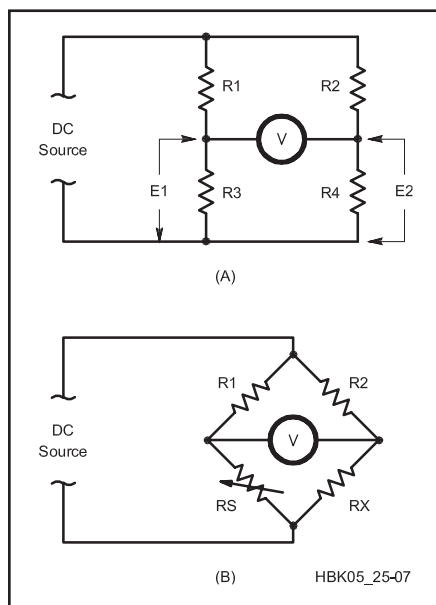 R1
R2
DC
Source
V
E1
R3
R4
E2
(A)
R1
R2
DC
Source
V
RS
RX
(B)
HBK05_25-07